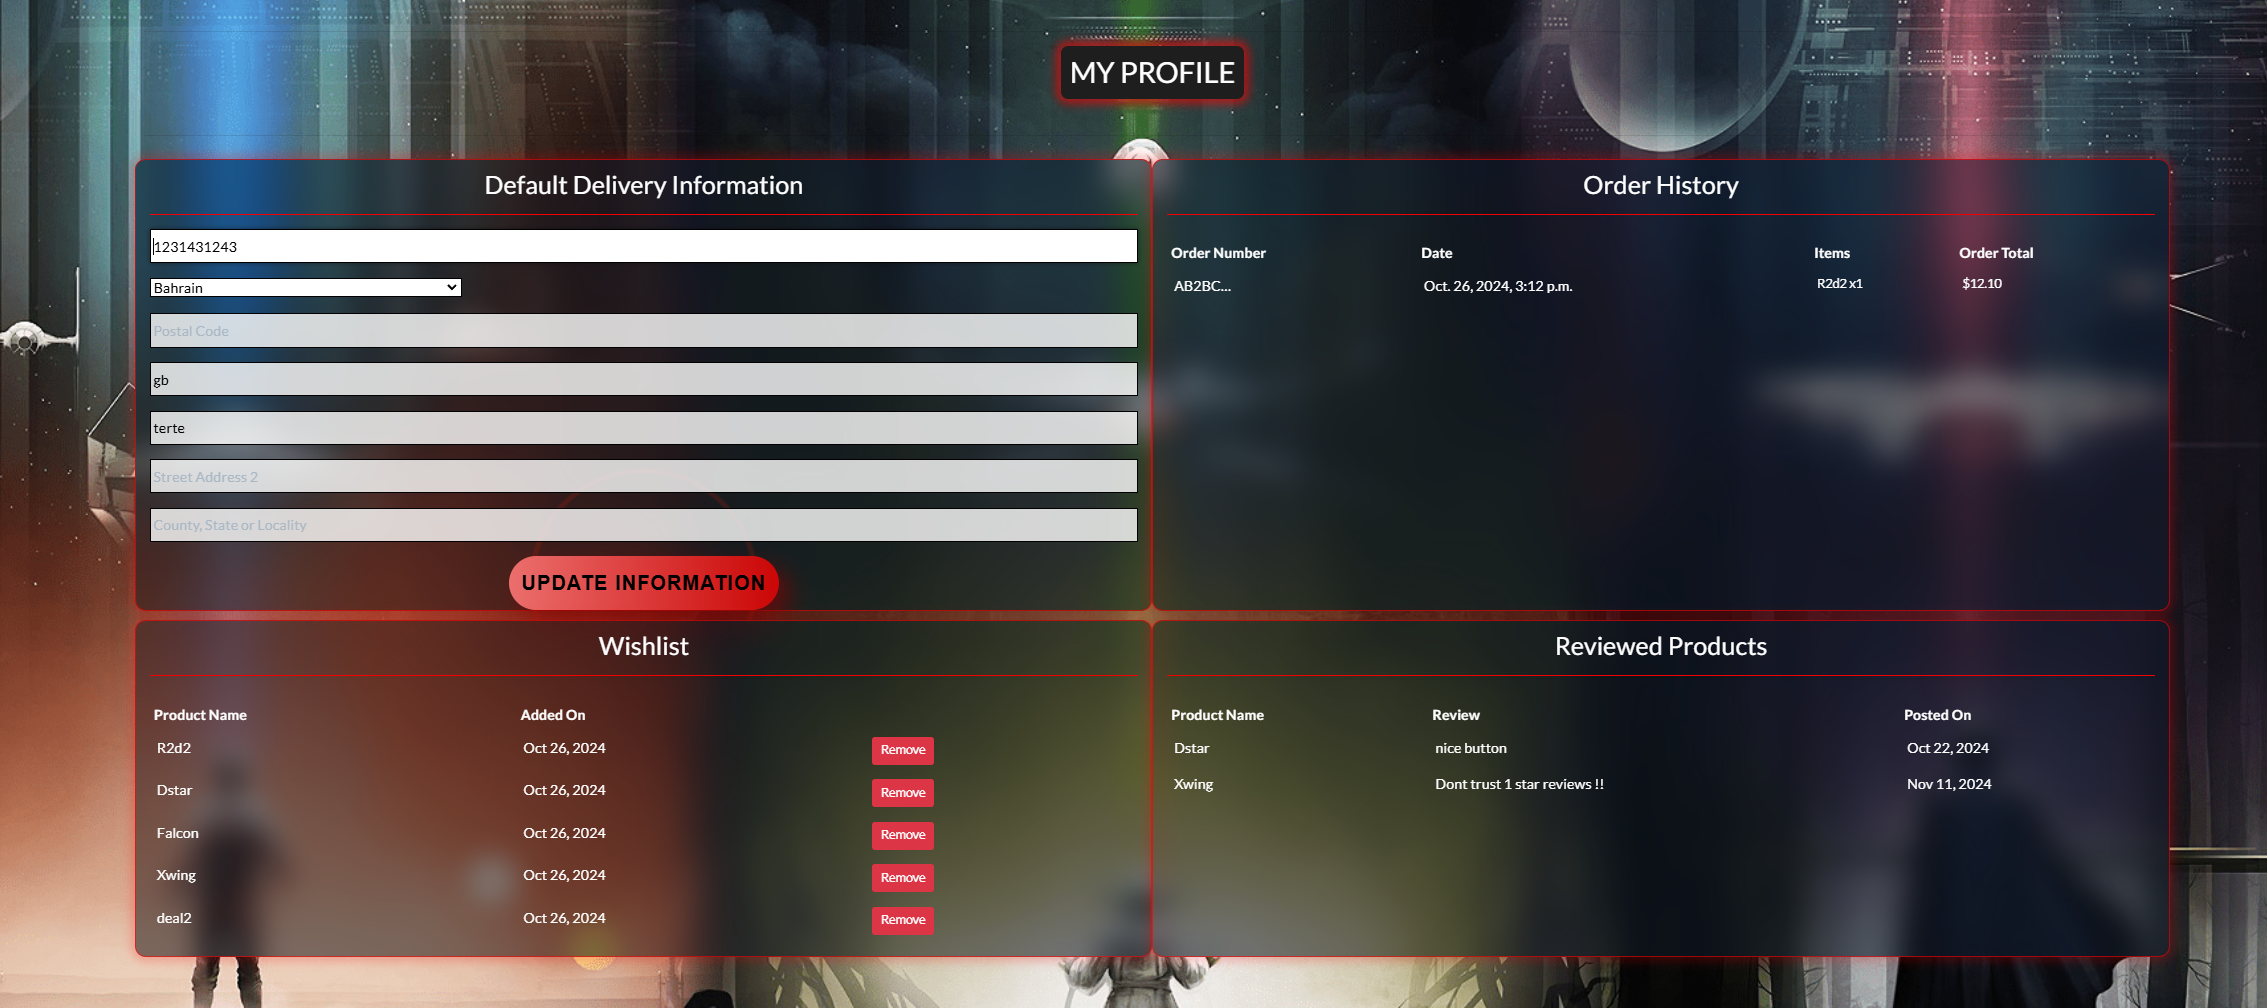 MY PROFILE
Default Delivery Information
1231431243
Bahrain
Postal Code
gb
terte
Street Address 2
County, State or Locality
UPDATE INFORMATION
Order History
Order Number Date Items Order Total
AB2BC... Oct. 26, 2024, 3:12 p.m. R2d2 x1 $12.10
Wishlist
Product Name Added On
R2d2 Oct 26, 2024 Remove
Dstar Oct 26, 2024 Remove
Falcon Oct 26, 2024 Remove
Xwing Oct 26, 2024 Remove
deal2 Oct 26, 2024 Remove
Reviewed Products
Product Name Review Posted On
Dstar nice button Oct 22, 2024
Xwing Dont trust 1 star reviews !! Nov 11, 2024